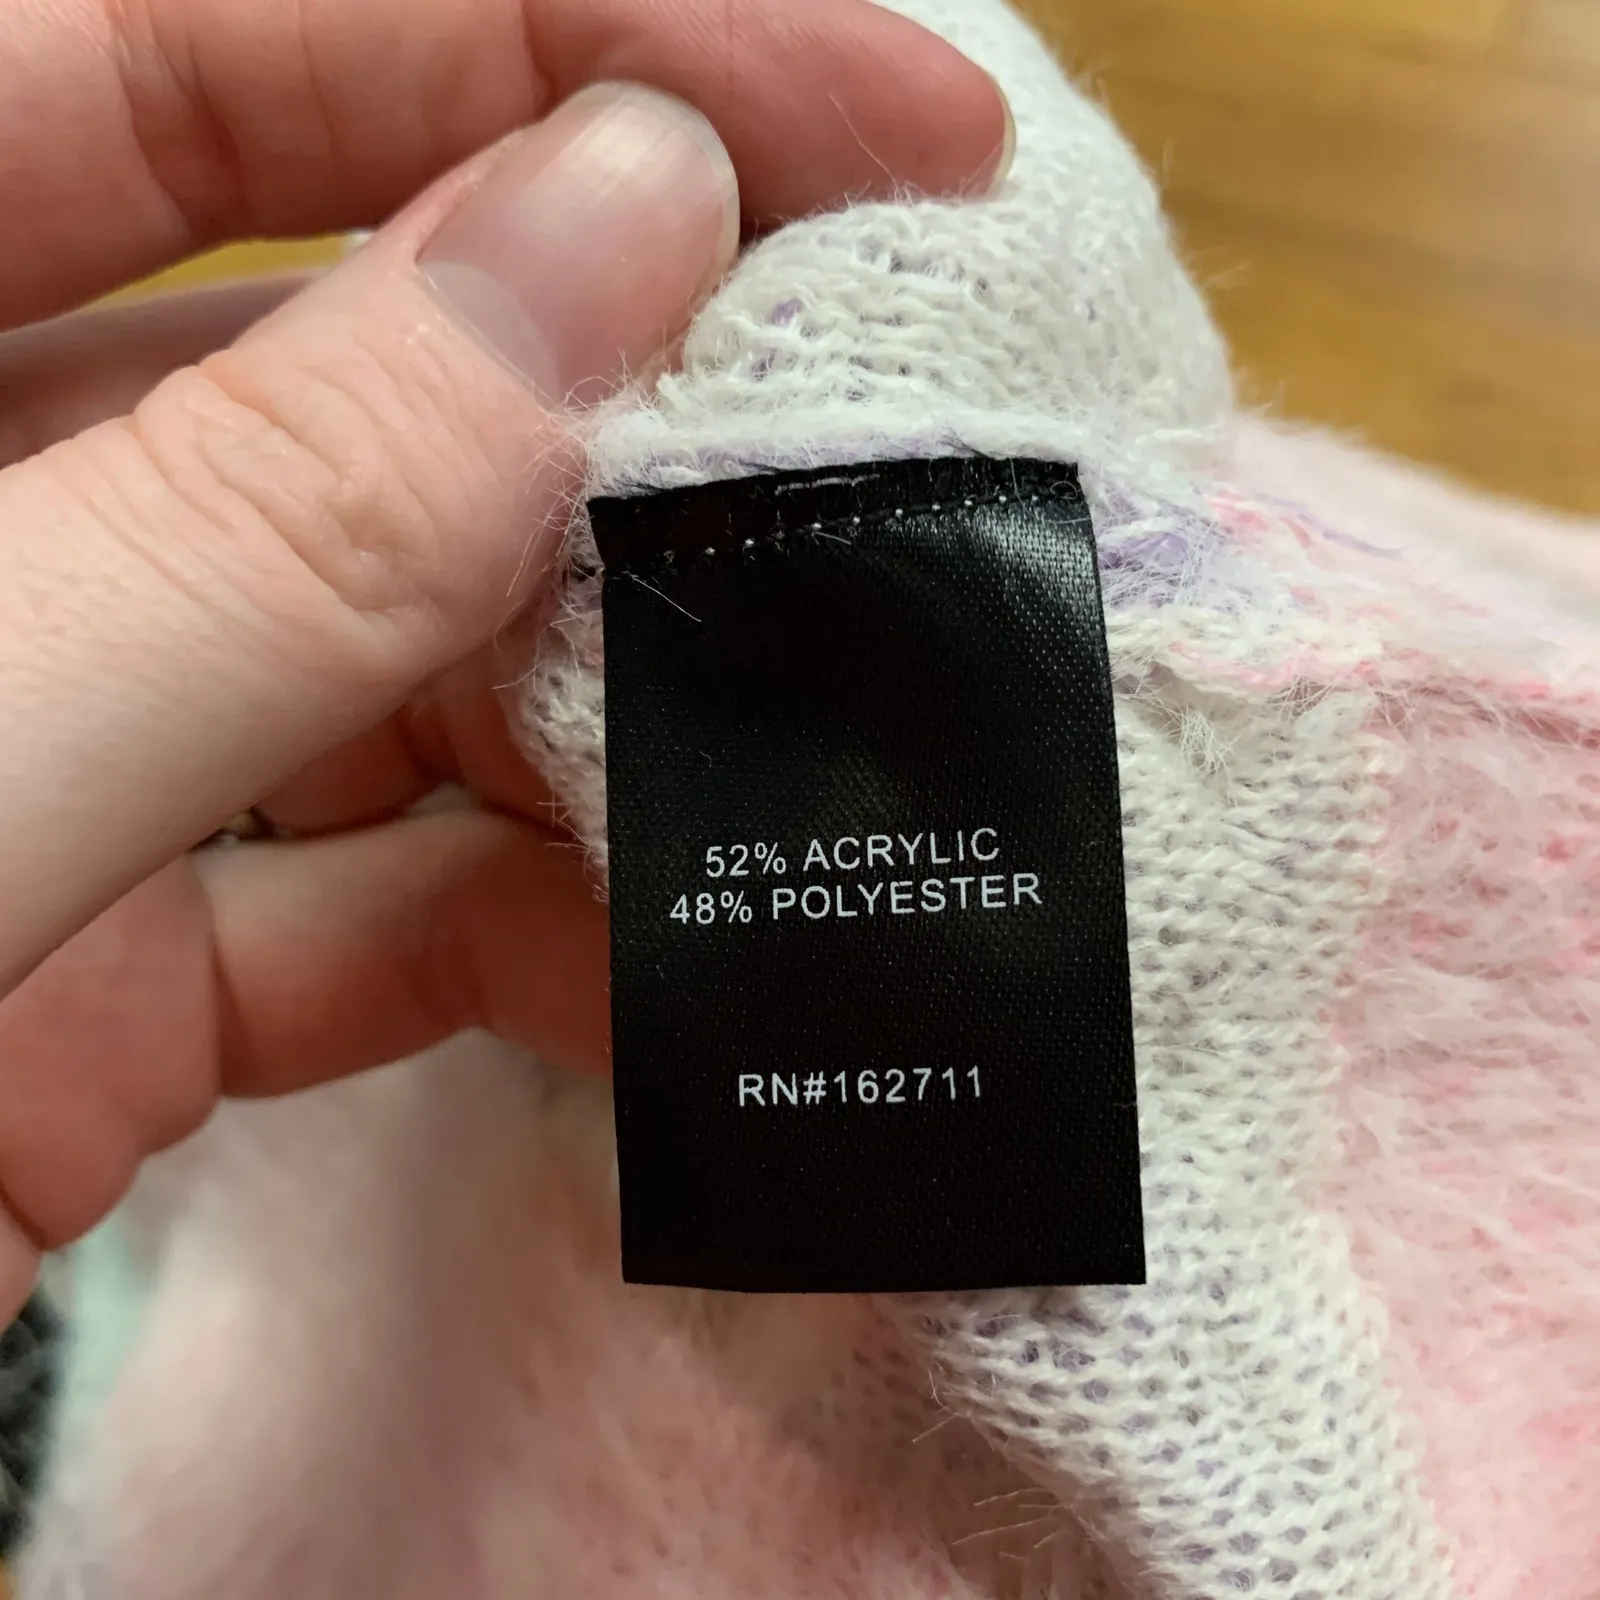 52% ACRYLIC
48% POLYESTER
RN#162711